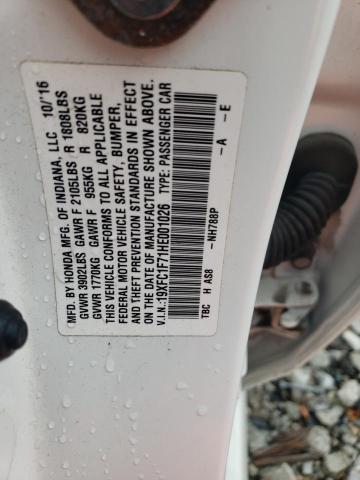 MFD. BY HONDA MFG. OF INDIANA, LLC 10/'16
GVWR 3902LBS GAWR F 2105LBS R 1808LBS
GVWR 1770KG GAWR F 955KG R 820KG
THIS VEHICLE CONFORMS TO ALL APPLICABLE
FEDERAL MOTOR VEHICLE SAFETY, BUMPER,
AND THEFT PREVENTION STANDARDS IN EFFECT
ON THE DATE OF MANUFACTURE SHOWN ABOVE.
V.I.N.:19XFC1F71HE001026 TYPE: PASSENGER CAR
TBC H AS8 -NH788P -A -E